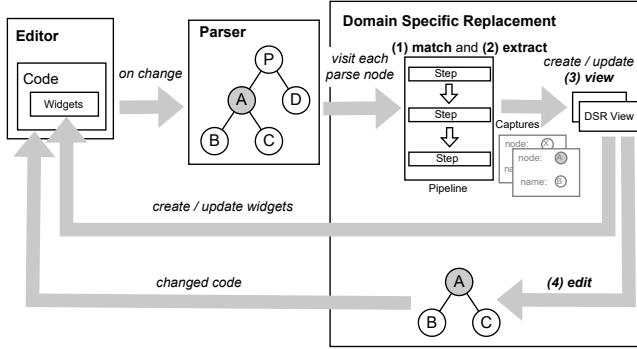 Editor
Code
Widgets
on change
Parser
P
A
D
B
C
visit each
parse node
Domain Specific Replacement
(1) match and (2) extract
Step
Step
Step
Pipeline
Captures
node: X
node: A
name: B
create / update
(3) view
DSR View
create / update widgets
changed code
A
B
C
(4) edit